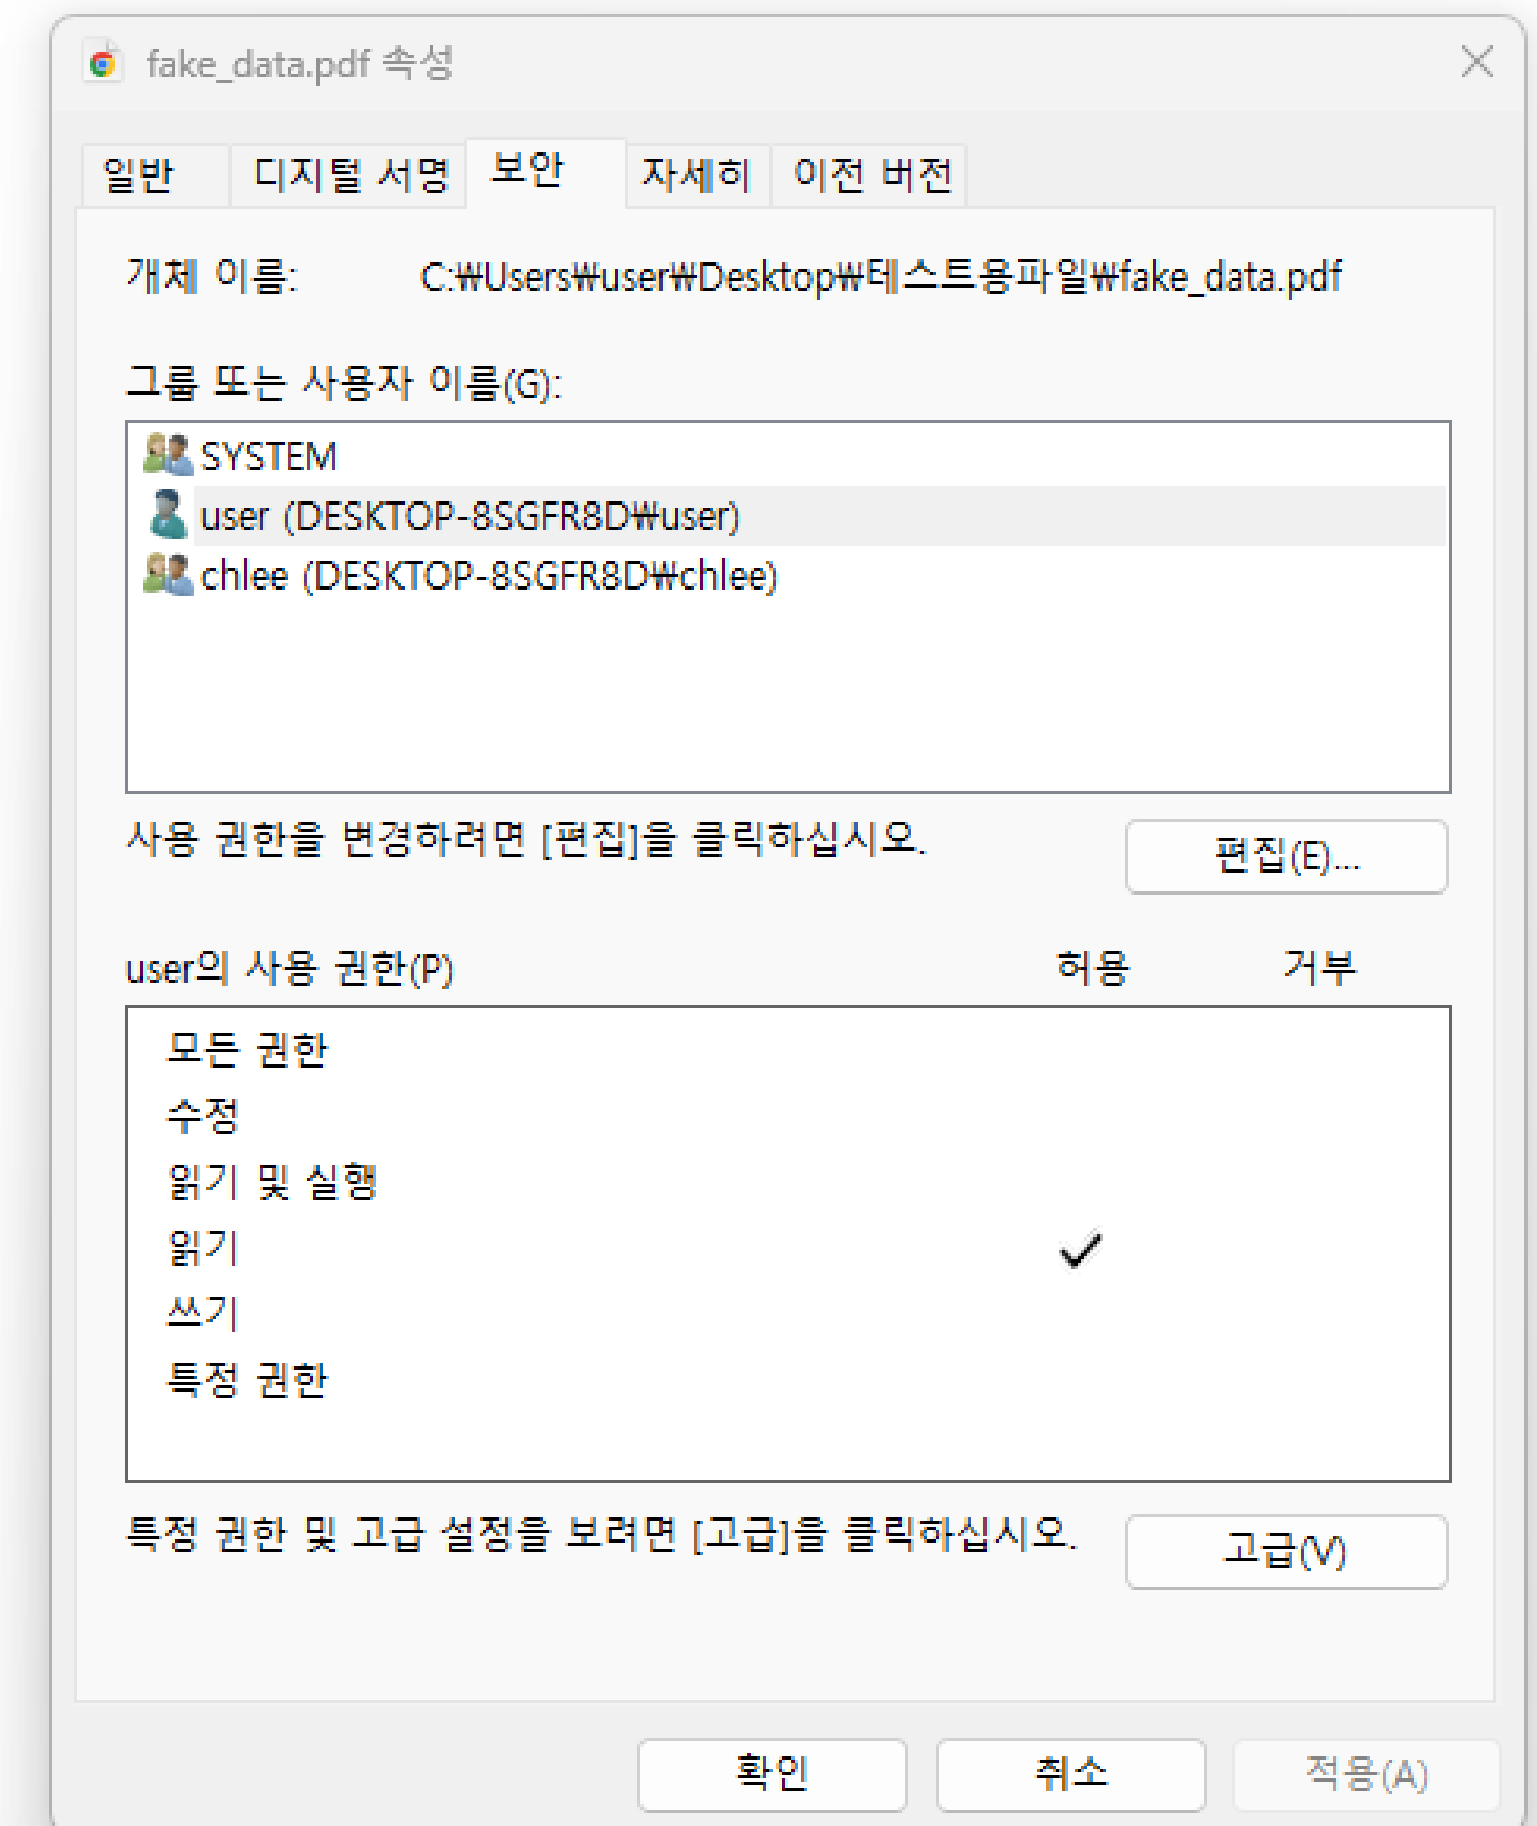 fake_data.pdf 속성
일반 디지털 서명 보안 자세히 이전 버전
개체 이름: C:₩Users₩user₩Desktop₩테스트용파일₩fake_data.pdf
그룹 또는 사용자 이름(G):
SYSTEM
user (DESKTOP-8SGFR8D₩user)
chlee (DESKTOP-8SGFR8D₩chlee)
사용 권한을 변경하려면 [편집]을 클릭하십시오. 편집(E)...
user의 사용 권한(P) 허용 거부
모든 권한
수정
읽기 및 실행
읽기
쓰기
특정 권한
특정 권한 및 고급 설정을 보려면 [고급]을 클릭하십시오. 고급(V)
확인 취소 적용(A)